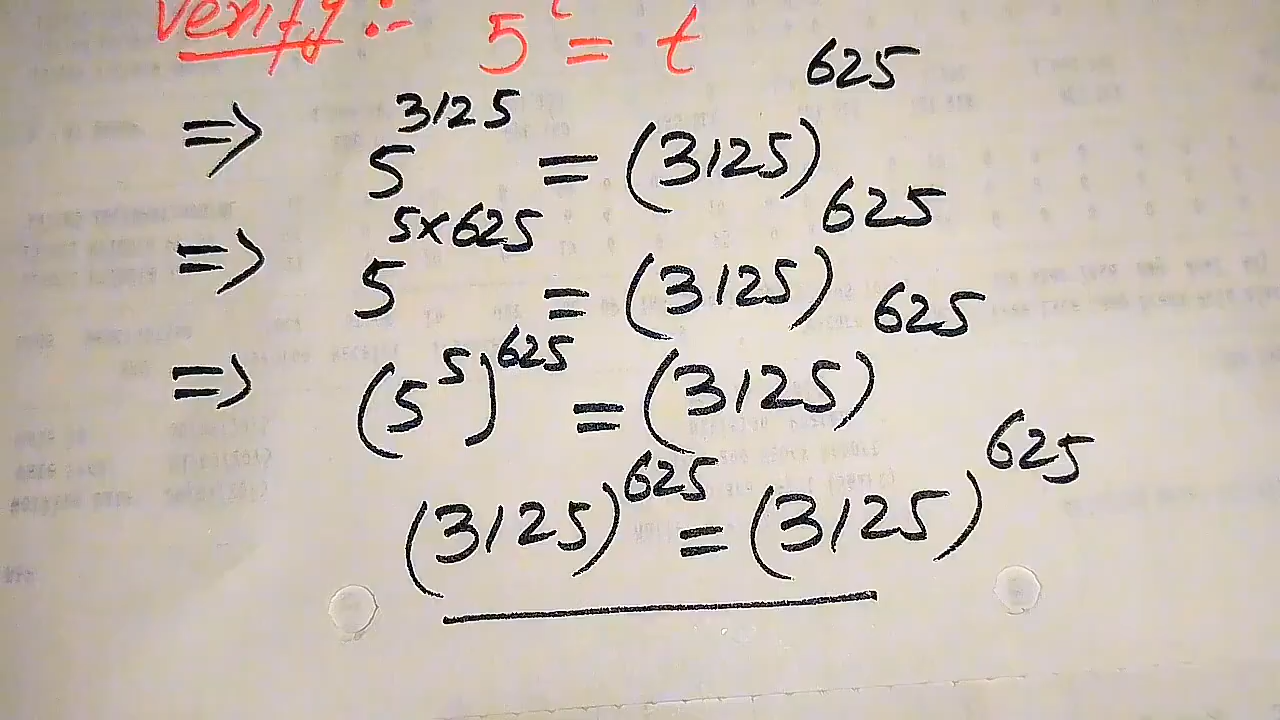 Verify :- 5^t = t^625
=> 5^3125 = (3125)^625
=> 5^5×625 = (3125)^625
=> (5^5)^625 = (3125)^625
(3125)^625 = (3125)^625